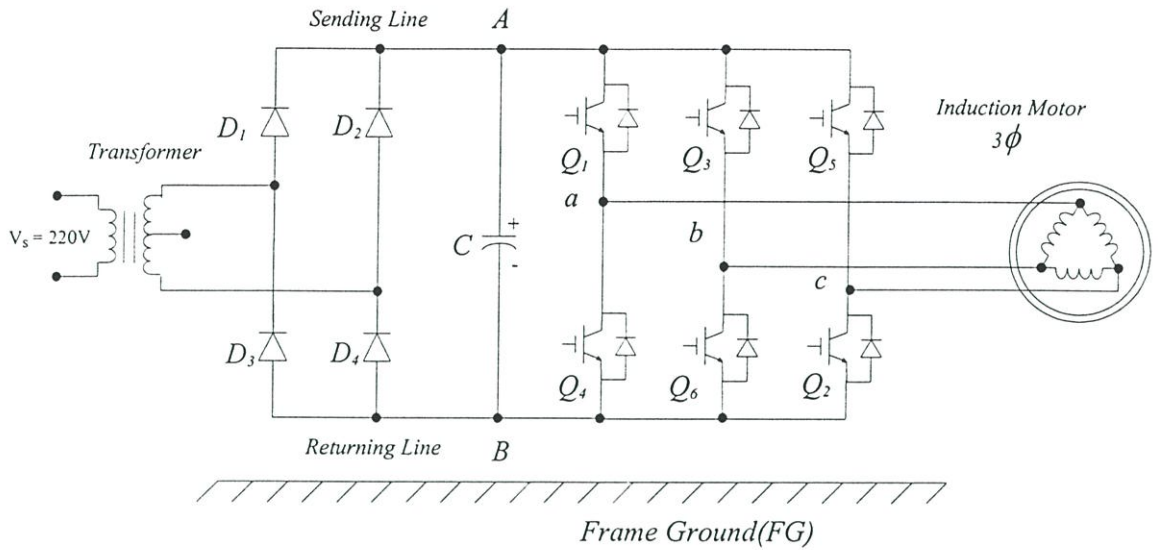 Sending Line
A
Induction Motor
3ϕ
D1
D2
Transformer
Q1
Q3
Q5
a
Vs = 220V
b
C
+
-
c
D3
D4
Q4
Q6
Q2
Returning Line
B
Frame Ground(FG)